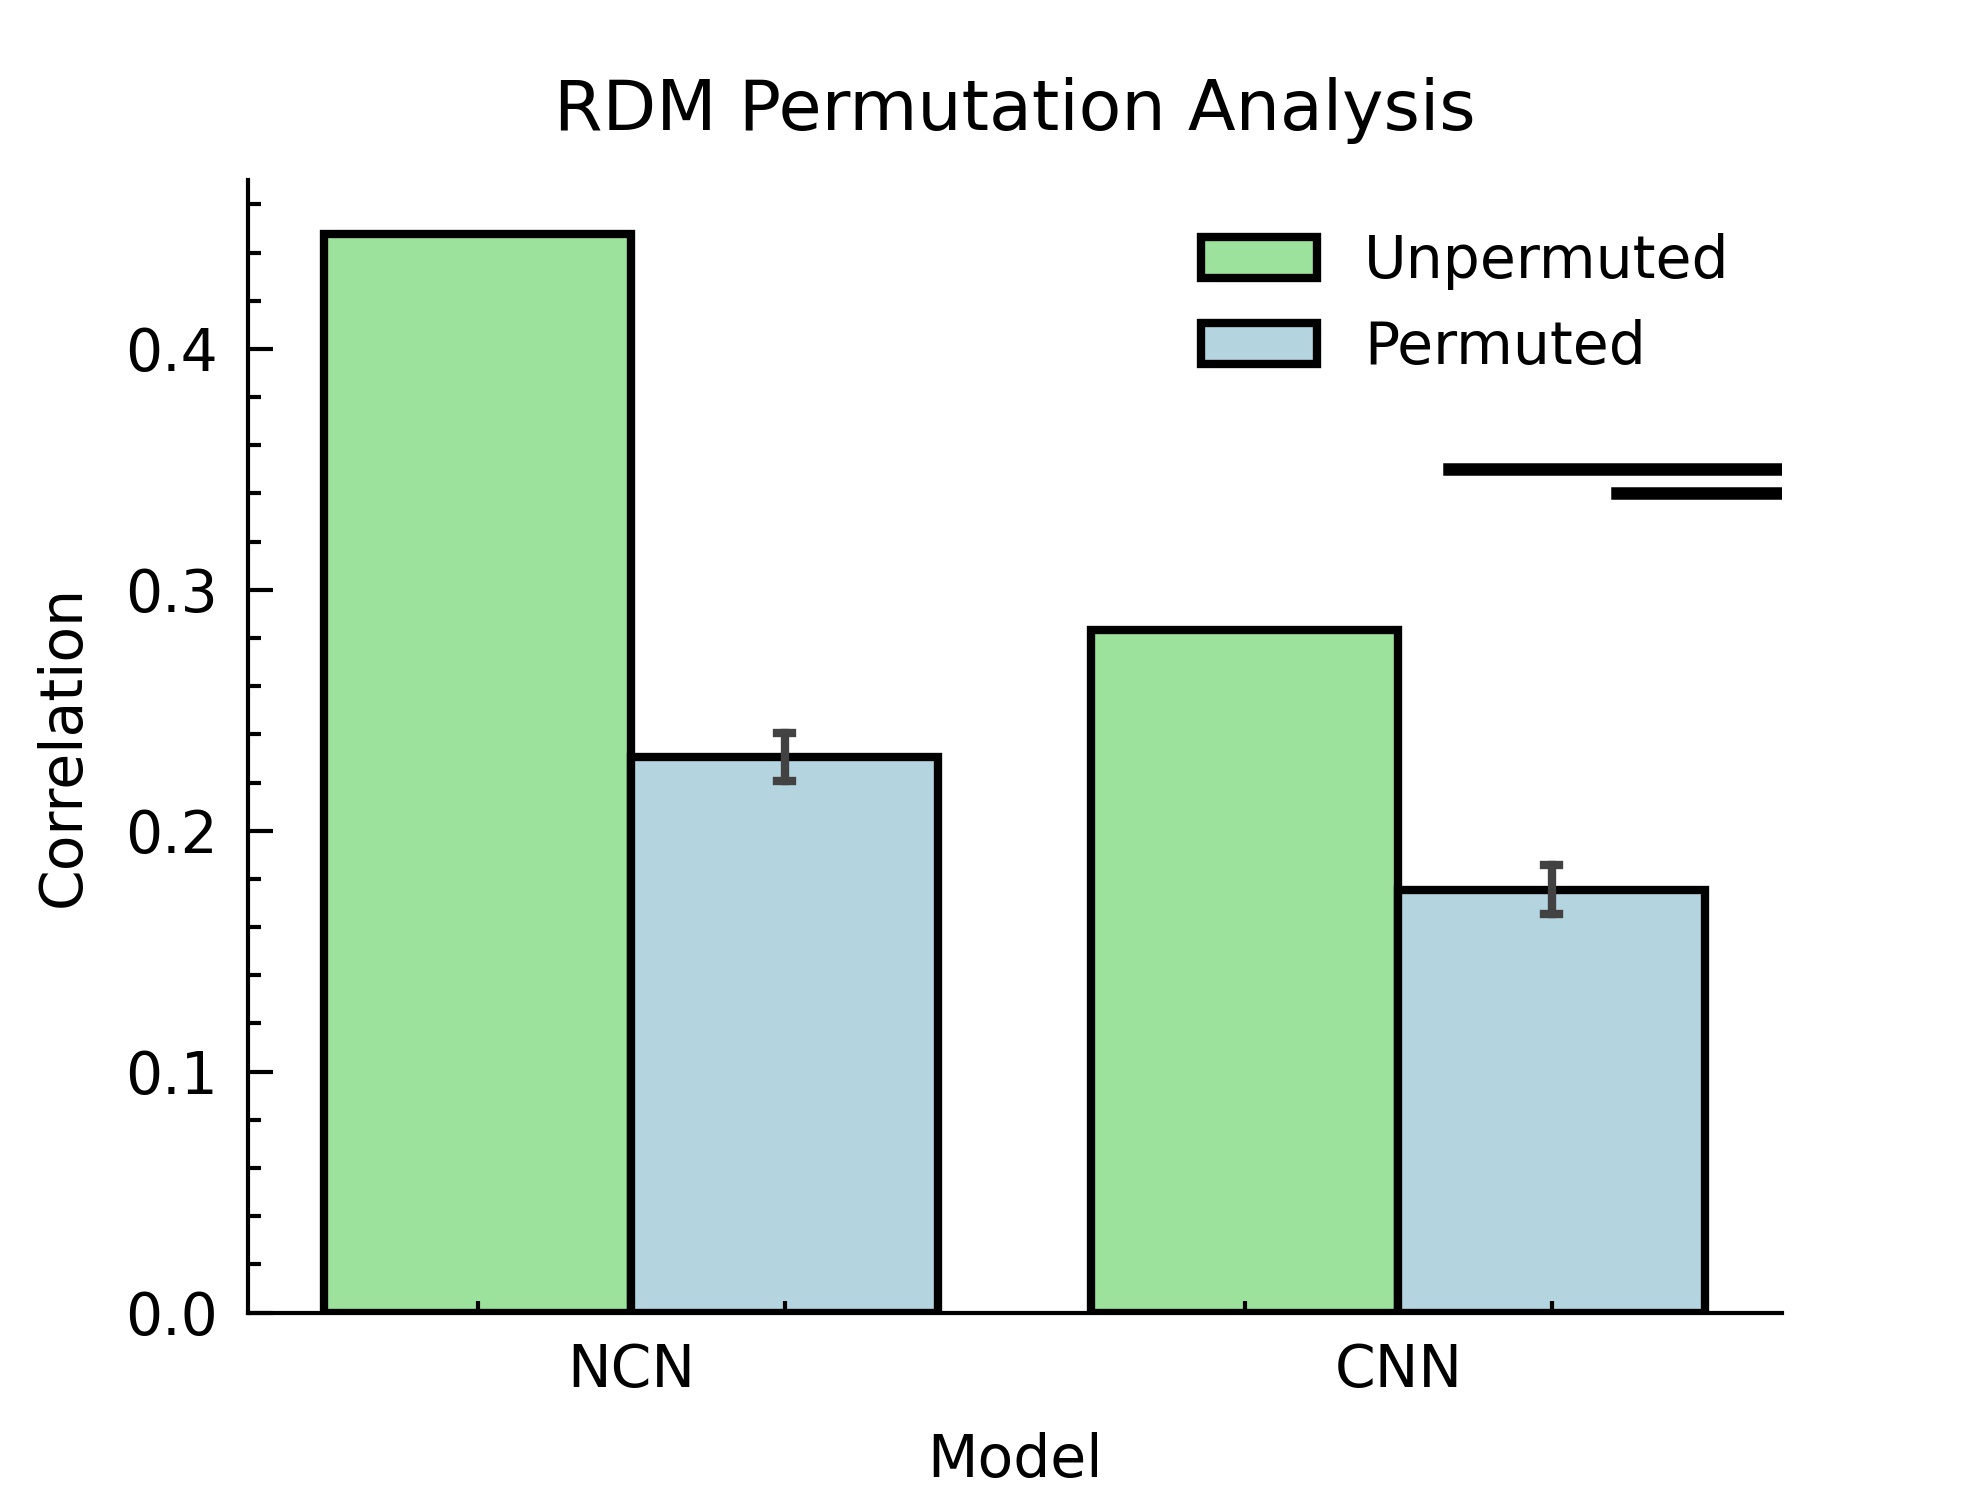 RDM Permutation Analysis
Unpermuted
Permuted
0.4
0.3
0.2
0.1
0.0
Correlation
NCN
CNN
Model